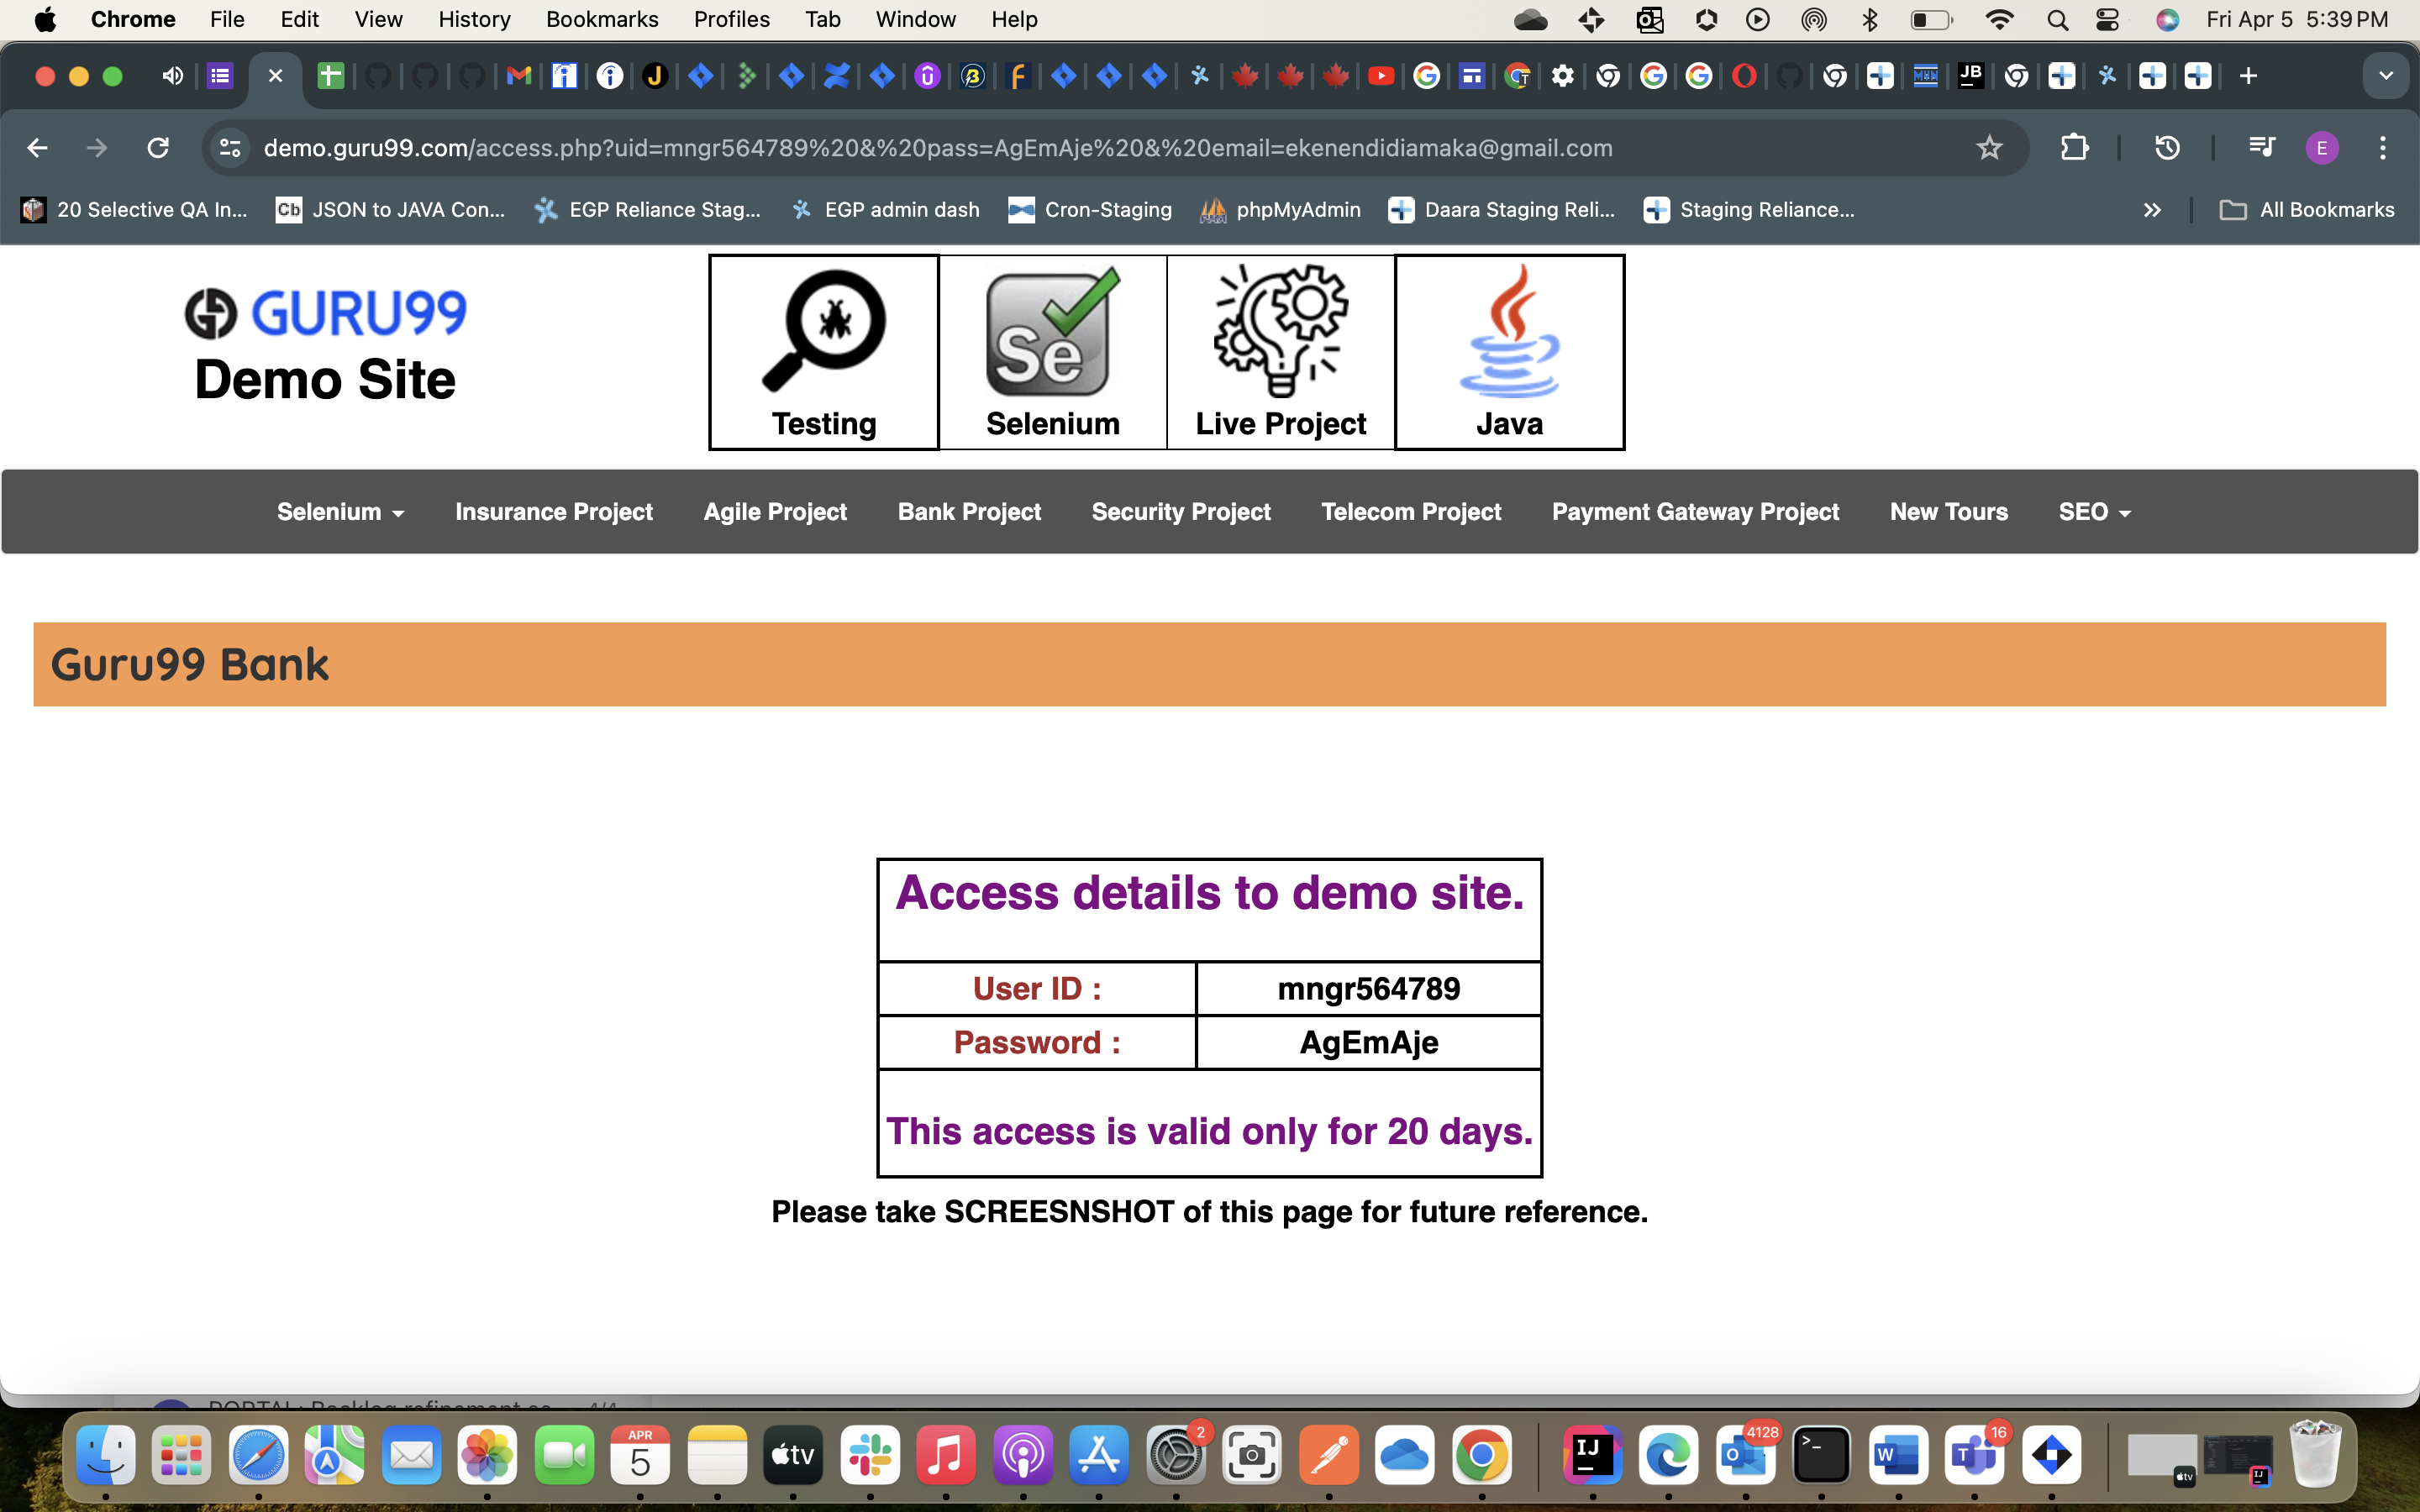 Chrome File Edit View History Bookmarks Profiles Tab Window Help Fri Apr 5 5:39 PM
demo.guru99.com/access.php?uid=mngr564789%20&%20pass=AgEmAje%20&%20email=ekenendidiamaka@gmail.com E
20 Selective QA In... Cb JSON to JAVA Con... EGP Reliance Stag... EGP admin dash Cron-Staging phpMyAdmin Daara Staging Reli... Staging Reliance... All Bookmarks
GURU99
Demo Site
Se
Testing Selenium Live Project Java
Selenium Insurance Project Agile Project Bank Project Security Project Telecom Project Payment Gateway Project New Tours SEO
Guru99 Bank
Access details to demo site.
User ID : mngr564789
Password : AgEmAje
This access is valid only for 20 days.
Please take SCREESNSHOT of this page for future reference.
APR
5
tv
2
IJ
4128
W
T
16